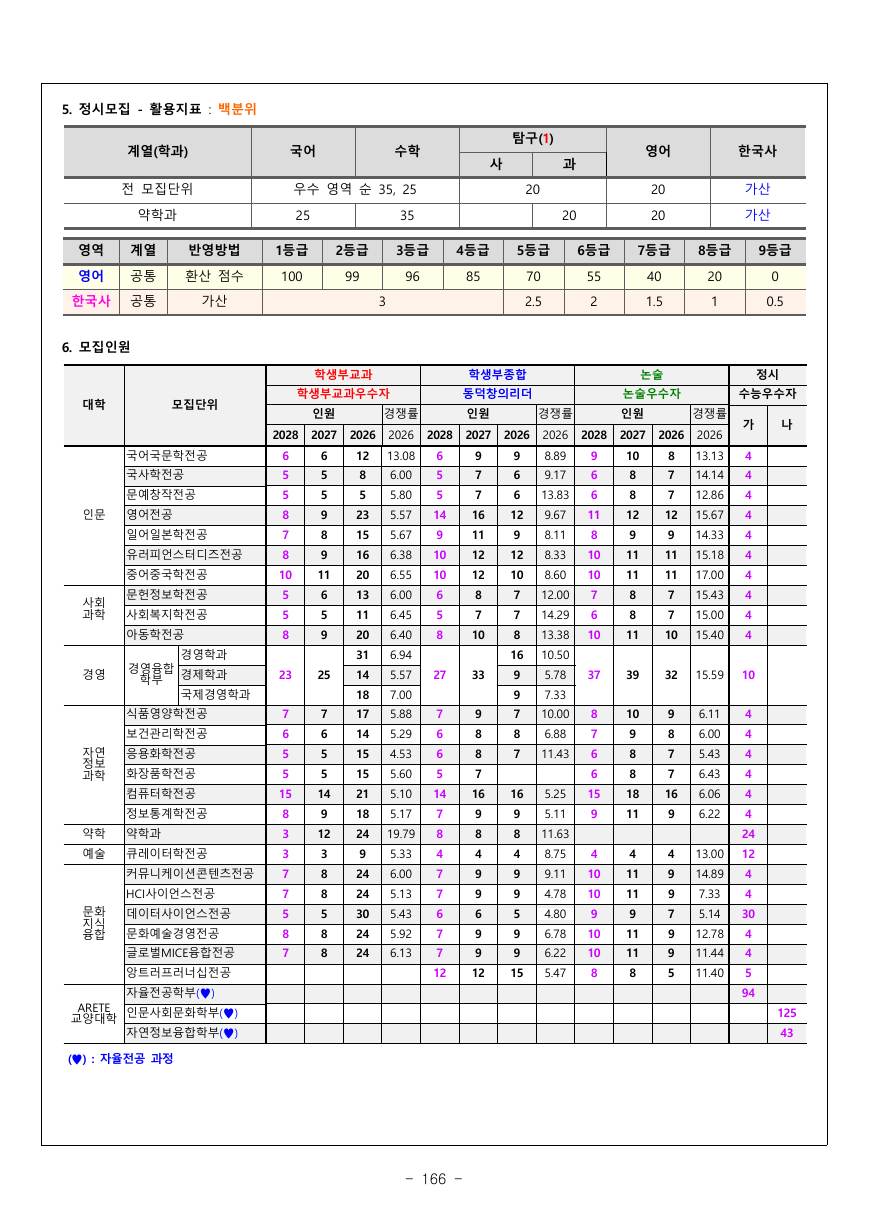 5. 정시모집 - 활용지표 : 백분위
계열(학과) 국어 수학 탐구(1) 영어 한국사
사 과
전 모집단위 우수 영역 순 35, 25 20 20 가산
약학과 25 35 20 20 가산
영역 계열 반영방법 1등급 2등급 3등급 4등급 5등급 6등급 7등급 8등급 9등급
영어 공통 환산 점수 100 99 96 85 70 55 40 20 0
한국사 공통 가산 3 2.5 2 1.5 1 0.5
6. 모집인원
대학 모집단위 학생부교과 학생부종합 논술 정시
학생부교과우수자 동덕창의리더 논술우수자 수능우수자
인원 경쟁률 인원 경쟁률 인원 경쟁률 가 나
2028 2027 2026 2026 2028 2027 2026 2026 2028 2027 2026 2026
인문 국어국문학전공 6 6 12 13.08 6 9 9 8.89 9 10 8 13.13 4
국사학전공 5 5 8 6.00 5 7 6 9.17 6 8 7 14.14 4
문예창작전공 5 5 5 5.80 5 7 6 13.83 6 8 7 12.86 4
영어전공 8 9 23 5.57 14 16 12 9.67 11 12 12 15.67 4
일어일본학전공 7 8 15 5.67 9 11 9 8.11 8 9 9 14.33 4
유러피언스터디즈전공 8 9 16 6.38 10 12 12 8.33 10 11 11 15.18 4
중어중국학전공 10 11 20 6.55 10 12 10 8.60 10 11 11 17.00 4
사회과학 문헌정보학전공 5 6 13 6.00 6 8 7 12.00 7 8 7 15.43 4
사회복지학전공 5 5 11 6.45 5 7 7 14.29 6 8 7 15.00 4
아동학전공 8 9 20 6.40 8 10 8 13.38 10 11 10 15.40 4
경영 경영융합학부 경영학과 23 25 31 6.94 27 33 16 10.50 37 39 32 15.59 10
경제학과 14 5.57 9 5.78
국제경영학과 18 7.00 9 7.33
자연정보과학 식품영양학전공 7 7 17 5.88 7 9 7 10.00 8 10 9 6.11 4
보건관리학전공 6 6 14 5.29 6 8 8 6.88 7 9 8 6.00 4
응용화학전공 5 5 15 4.53 6 8 7 11.43 6 8 7 5.43 4
화장품학전공 5 5 15 5.60 5 7 6 8 7 6.43 4
컴퓨터학전공 15 14 21 5.10 14 16 16 5.25 15 18 16 6.06 4
정보통계학전공 8 9 18 5.17 7 9 9 5.11 9 11 9 6.22 4
약학 약학과 3 12 24 19.79 8 8 8 11.63 24
예술 큐레이터학전공 3 3 9 5.33 4 4 4 8.75 4 4 4 13.00 12
문화지식융합 커뮤니케이션콘텐츠전공 7 8 24 6.00 7 9 9 9.11 10 11 9 14.89 4
HCI사이언스전공 7 8 24 5.13 7 9 9 4.78 10 11 9 7.33 4
데이터사이언스전공 5 5 30 5.43 6 6 5 4.80 9 9 7 5.14 30
문화예술경영전공 8 8 24 5.92 7 9 9 6.78 10 11 9 12.78 4
글로벌MICE융합전공 7 8 24 6.13 7 9 9 6.22 10 11 9 11.44 4
앙트러프러너십전공 12 12 15 5.47 8 8 5 11.40 5
ARETE교양대학 자율전공학부(♥) 94
인문사회문화학부(♥) 125
자연정보융합학부(♥) 43
(♥) : 자율전공 과정
- 166 -